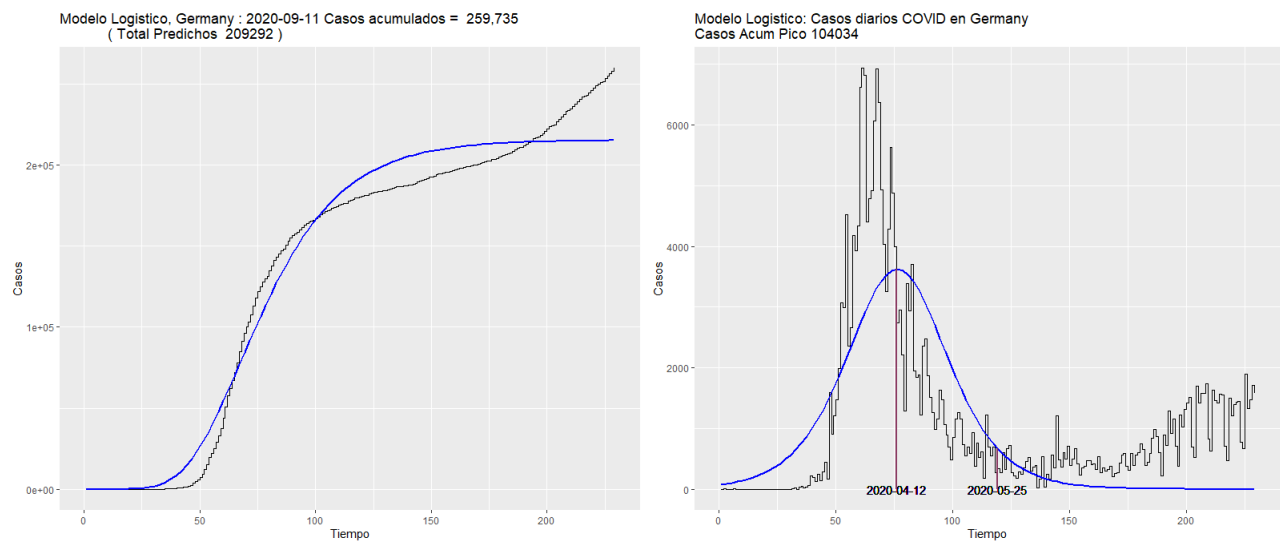 Modelo Logistico, Germany : 2020-09-11 Casos acumulados =  259,735
( Total Predichos  209292 )
Casos
2e+05
1e+05
0e+00
0
50
100
150
200
Tiempo
Modelo Logistico: Casos diarios COVID en Germany
Casos Acum Pico 104034
Casos
6000
4000
2000
0
2020-04-12
2020-05-25
0
50
100
150
200
Tiempo